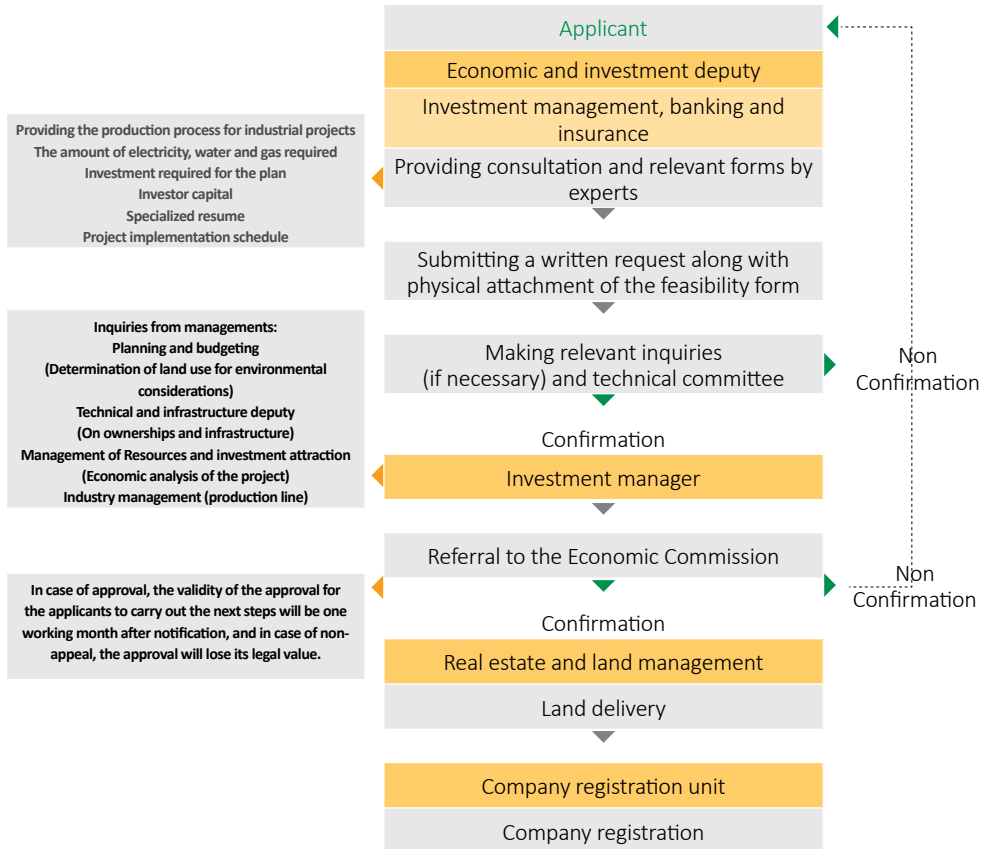 Applicant
Economic and investment deputy
Investment management, banking and
insurance
Providing consultation and relevant forms by
experts
Providing the production process for industrial projects
The amount of electricity, water and gas required
Investment required for the plan
Investor capital
Specialized resume
Project implementation schedule
Submitting a written request along with
physical attachment of the feasibility form
Making relevant inquiries
(if necessary) and technical committee
Non
Confirmation
Confirmation
Inquiries from managements:
Planning and budgeting
(Determination of land use for environmental
considerations)
Technical and infrastructure deputy
(On ownerships and infrastructure)
Management of Resources and investment attraction
(Economic analysis of the project)
Industry management (production line)
Investment manager
Referral to the Economic Commission
Non
Confirmation
In case of approval, the validity of the approval for
the applicants to carry out the next steps will be one
working month after notification, and in case of non-
appeal, the approval will lose its legal value.
Confirmation
Real estate and land management
Land delivery
Company registration unit
Company registration